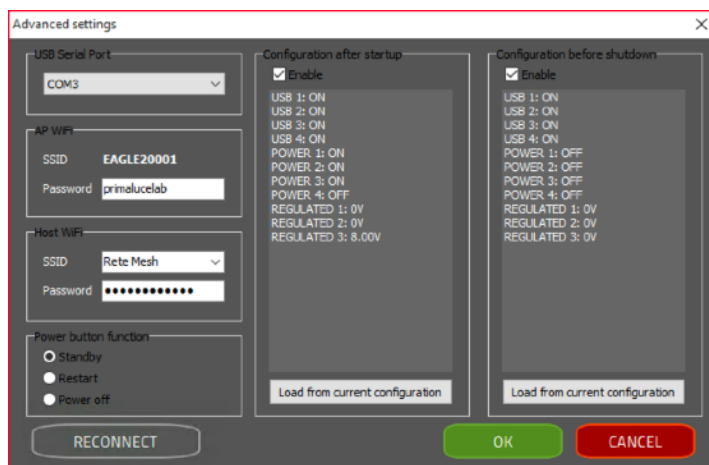 Advanced settings
USB Serial Port
COM3
AP WiFi
SSID EAGLE20001
Password primalucelab
Host WiFi
SSID Rete Mesh
Password ●●●●●●●●●●●●
Power button function
Standby
Restart
Power off
Configuration after startup
Enable
USB 1: ON
USB 2: ON
USB 3: ON
USB 4: ON
POWER 1: ON
POWER 2: ON
POWER 3: ON
POWER 4: OFF
REGULATED 1: 0V
REGULATED 2: 0V
REGULATED 3: 8.00V
Load from current configuration
Configuration before shutdown
Enable
USB 1: ON
USB 2: ON
USB 3: ON
USB 4: ON
POWER 1: OFF
POWER 2: OFF
POWER 3: OFF
POWER 4: OFF
REGULATED 1: 0V
REGULATED 2: 0V
REGULATED 3: 0V
Load from current configuration
RECONNECT
OK
CANCEL